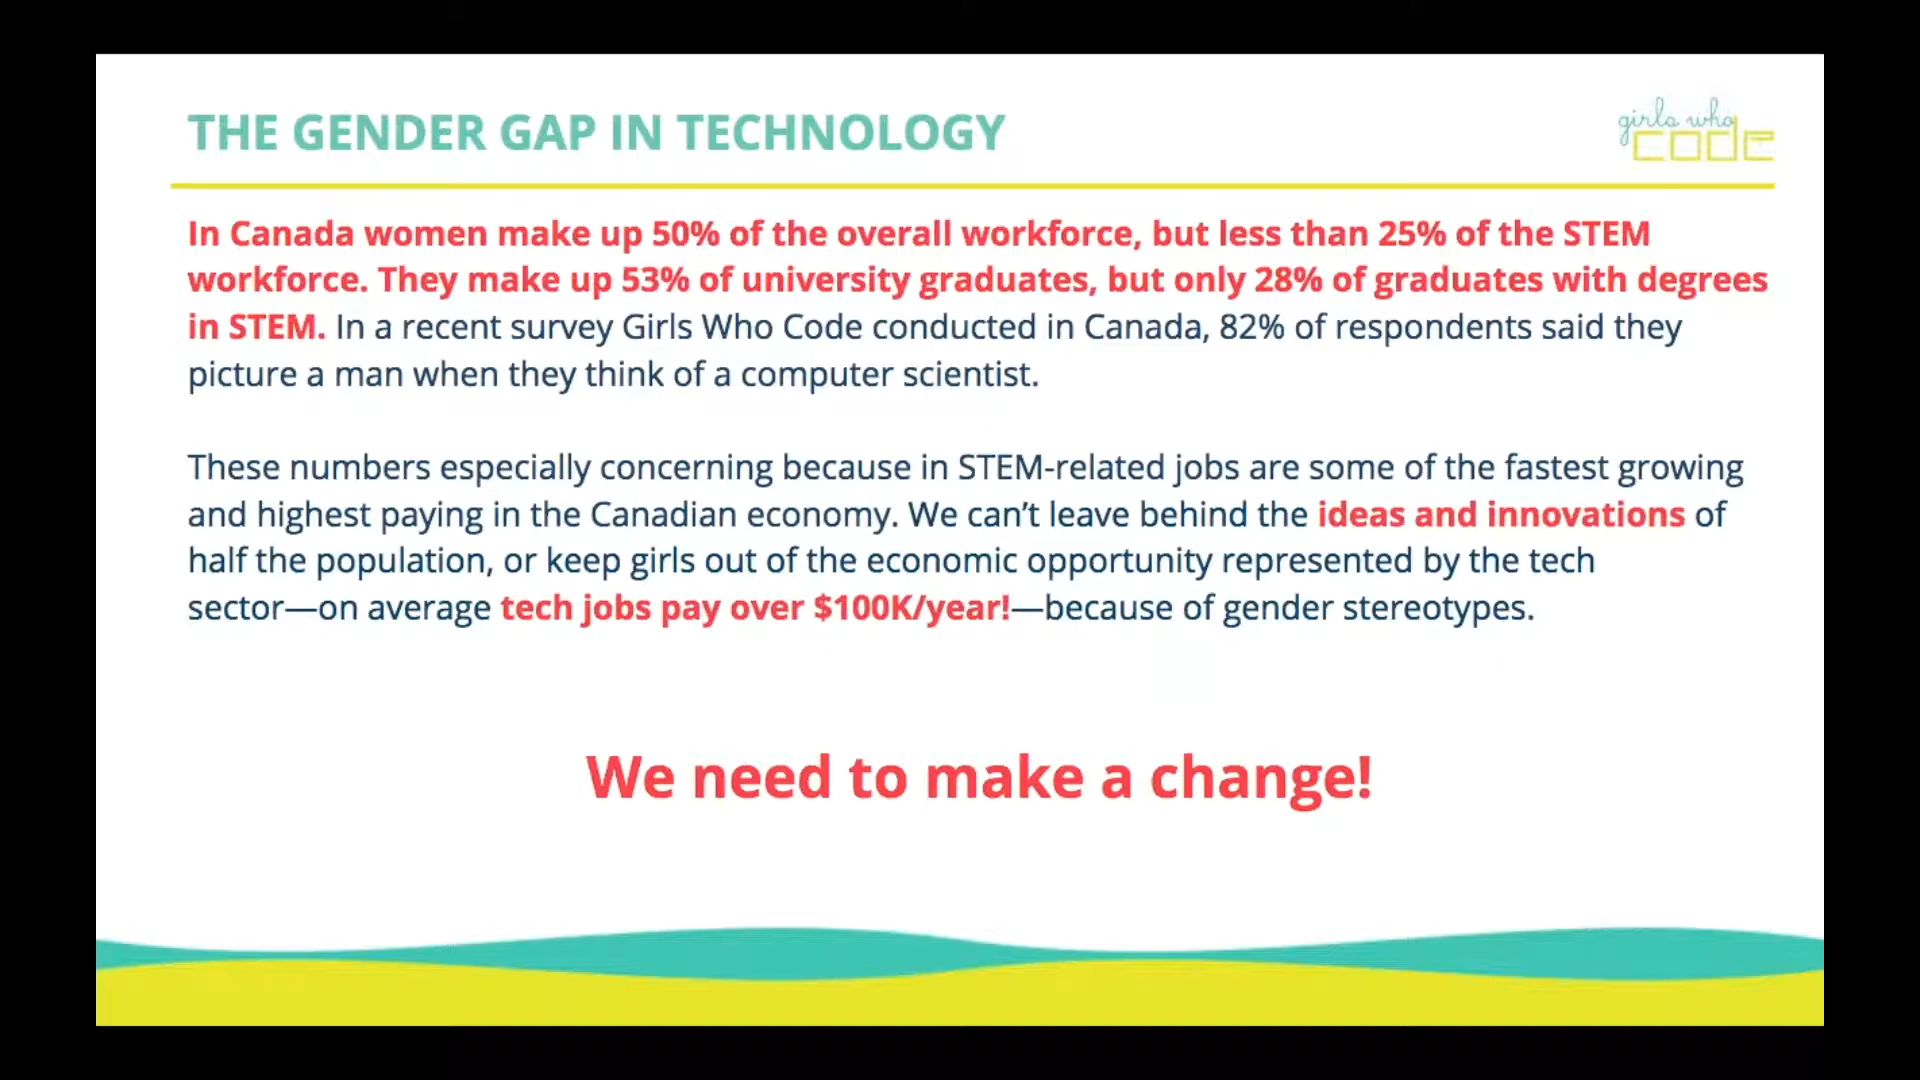 THE GENDER GAP IN TECHNOLOGY
girls who
code
In Canada women make up 50% of the overall workforce, but less than 25% of the STEM
workforce. They make up 53% of university graduates, but only 28% of graduates with degrees
in STEM. In a recent survey Girls Who Code conducted in Canada, 82% of respondents said they
picture a man when they think of a computer scientist.
These numbers especially concerning because in STEM-related jobs are some of the fastest growing
and highest paying in the Canadian economy. We can’t leave behind the ideas and innovations of
half the population, or keep girls out of the economic opportunity represented by the tech
sector—on average tech jobs pay over $100K/year!—because of gender stereotypes.
We need to make a change!